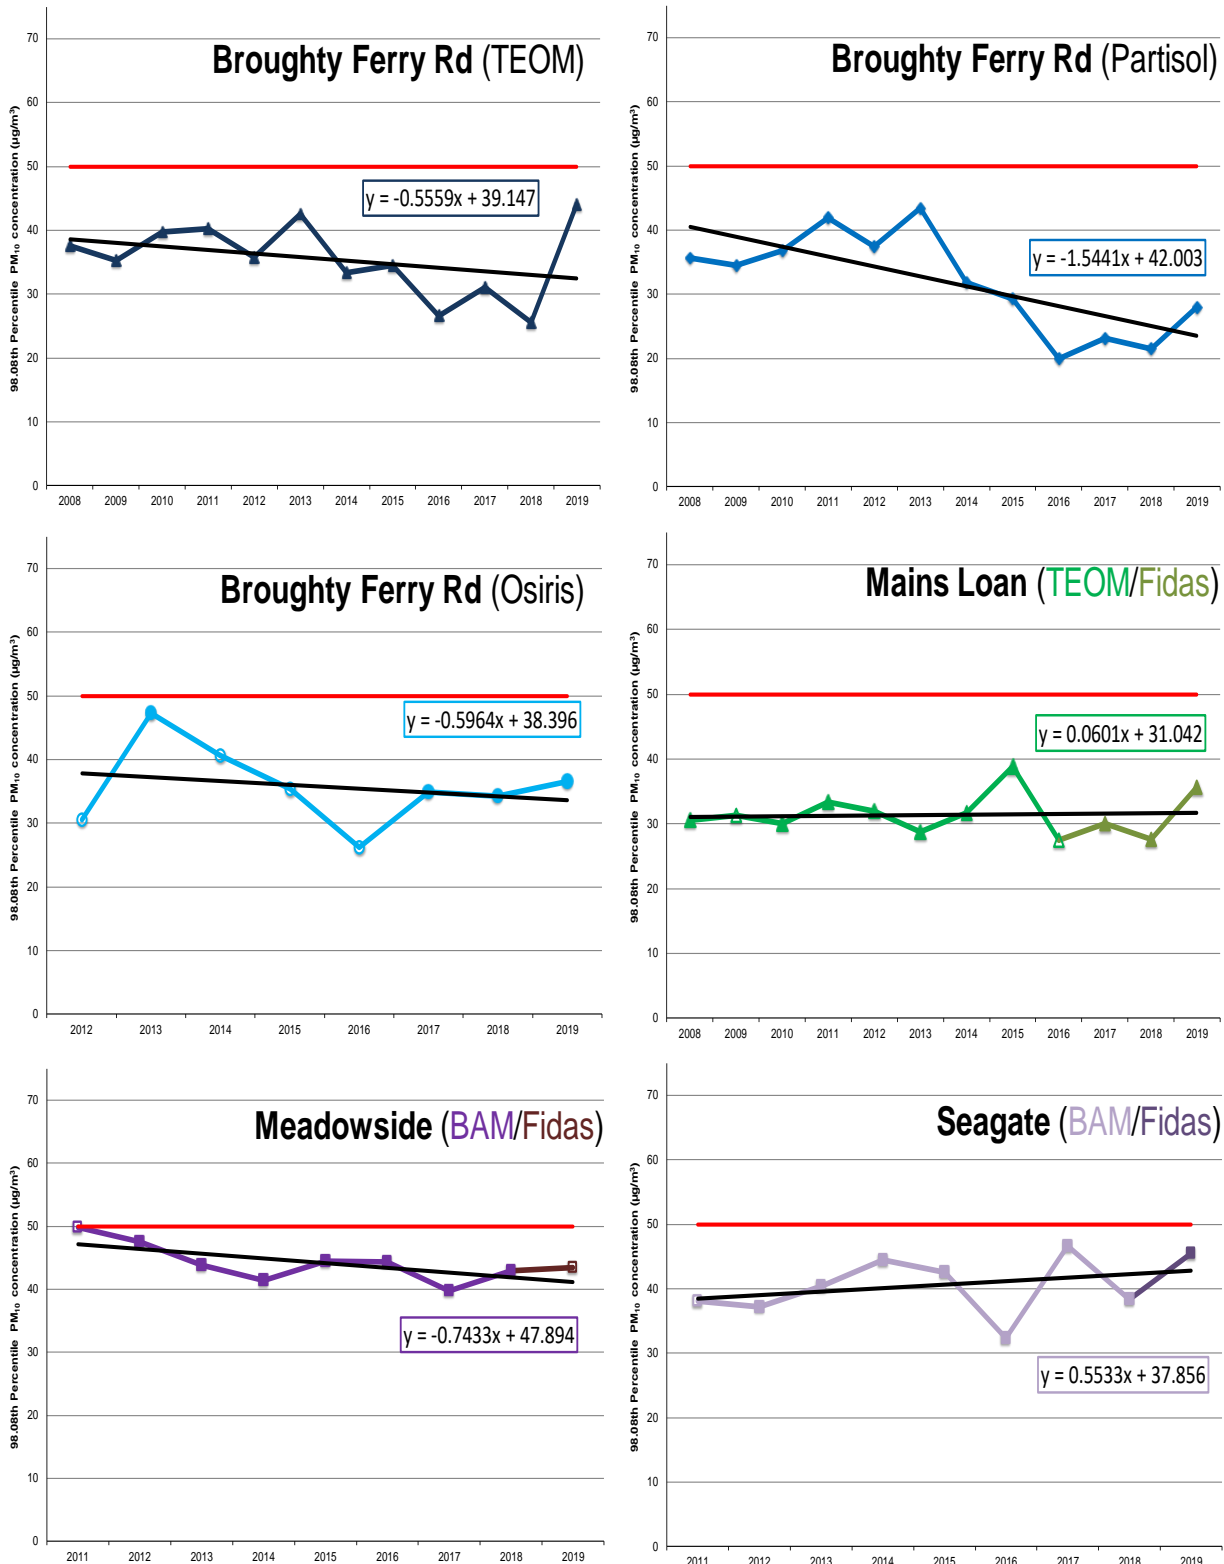 Broughty Ferry Rd (TEOM)
98.08th Percentile PM₁₀ concentration (µg/m³)
70
60
50
40
30
20
10
0
y = -0.5559x + 39.147
2008 2009 2010 2011 2012 2013 2014 2015 2016 2017 2018 2019
Broughty Ferry Rd (Partisol)
98.08th Percentile PM₁₀ concentration (µg/m³)
70
60
50
40
30
20
10
0
y = -1.5441x + 42.003
2008 2009 2010 2011 2012 2013 2014 2015 2016 2017 2018 2019
Broughty Ferry Rd (Osiris)
98.08th Percentile PM₁₀ concentration (µg/m³)
70
60
50
40
30
20
10
0
y = -0.5964x + 38.396
2012 2013 2014 2015 2016 2017 2018 2019
Mains Loan (TEOM/Fidas)
98.08th Percentile PM₁₀ concentration (µg/m³)
70
60
50
40
30
20
10
0
y = 0.0601x + 31.042
2008 2009 2010 2011 2012 2013 2014 2015 2016 2017 2018 2019
Meadowside (BAM/Fidas)
98.08th Percentile PM₁₀ concentration (µg/m³)
70
60
50
40
30
20
10
0
y = -0.7433x + 47.894
2011 2012 2013 2014 2015 2016 2017 2018 2019
Seagate (BAM/Fidas)
98.08th Percentile PM₁₀ concentration (µg/m³)
70
60
50
40
30
20
10
0
y = 0.5533x + 37.856
2011 2012 2013 2014 2015 2016 2017 2018 2019